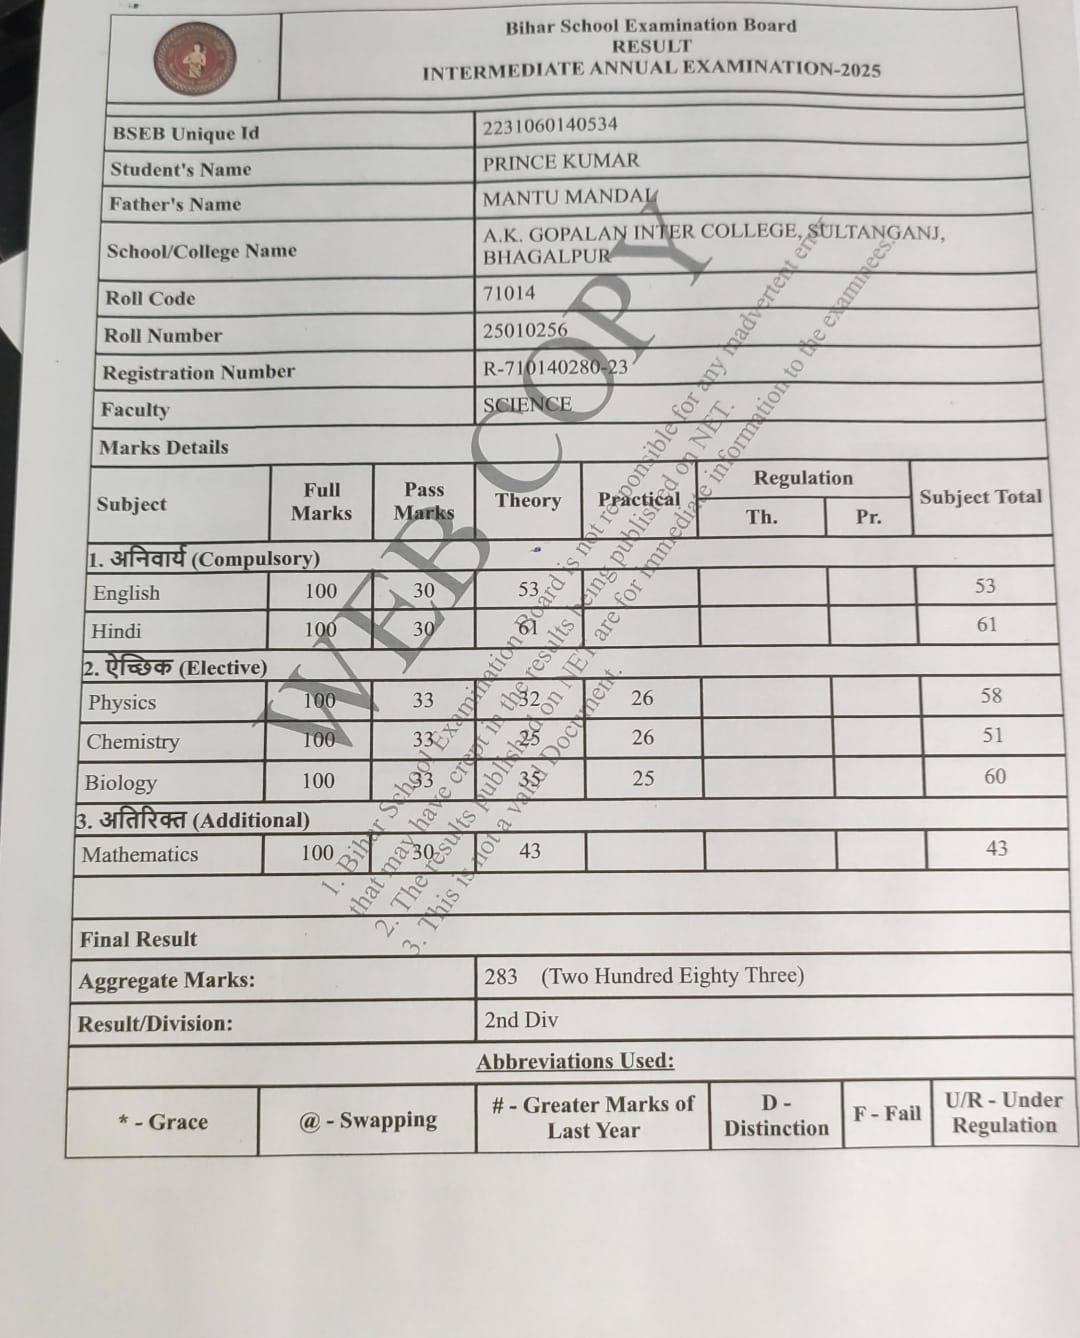 Bihar School Examination Board
RESULT
INTERMEDIATE ANNUAL EXAMINATION-2025
BSEB Unique Id 2231060140534
Student's Name PRINCE KUMAR
Father's Name MANTU MANDAL
School/College Name A.K. GOPALAN INTER COLLEGE, SULTANGANJ,
BHAGALPUR
Roll Code 71014
Roll Number 25010256
Registration Number R-710140280-23
Faculty SCIENCE
Marks Details
Subject Full Marks Pass Marks Theory Practical Regulation Th. Pr. Subject Total
1. अनिवार्य (Compulsory)
English 100 30 53 53
Hindi 100 30 61 61
2. ऐच्छिक (Elective)
Physics 100 33 32 26 58
Chemistry 100 33 25 26 51
Biology 100 33 35 25 60
3. अतिरिक्त (Additional)
Mathematics 100 30 43 43
Final Result
Aggregate Marks: 283 (Two Hundred Eighty Three)
Result/Division: 2nd Div
Abbreviations Used:
* - Grace @ - Swapping # - Greater Marks of Last Year D - Distinction F - Fail U/R - Under Regulation
WEB COPY
1. Bihar School Examination Board is not responsible for any inadvertent error
that may have crept in the results being published on NET.
2. The results published on NET are for immediate information to the examinees.
3. This is not a valid Document.